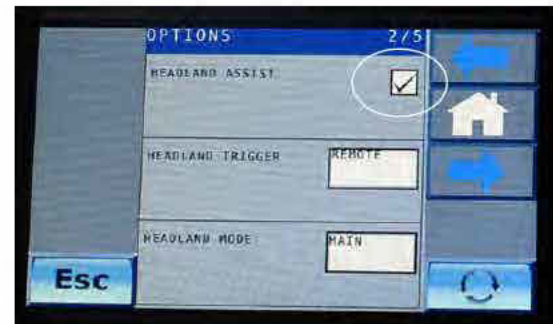 OPTIONS 2/5
HEADLAND ASSIST
HEADLAND TRIGGER REMOTE
HEADLAND MODE MAIN
Esc